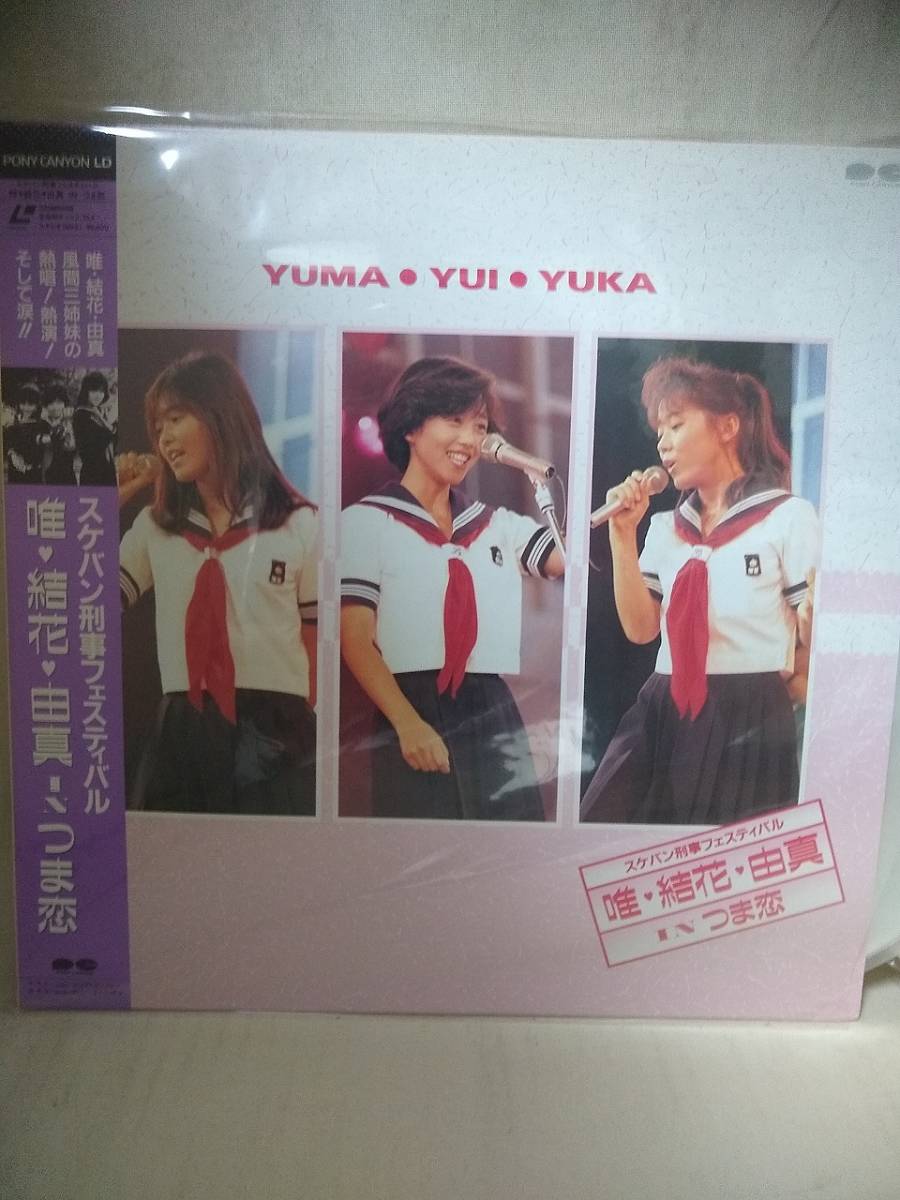 PONY CANYON LD
唯・結花・由真
風間三姉妹の
熱唱!熱演!
そして涙!!
スケバン刑事フェスティバル
唯♥結花♥由真 IN つま恋
YUMA ● YUI ● YUKA
スケバン刑事フェスティバル
唯♥結花♥由真
IN つま恋